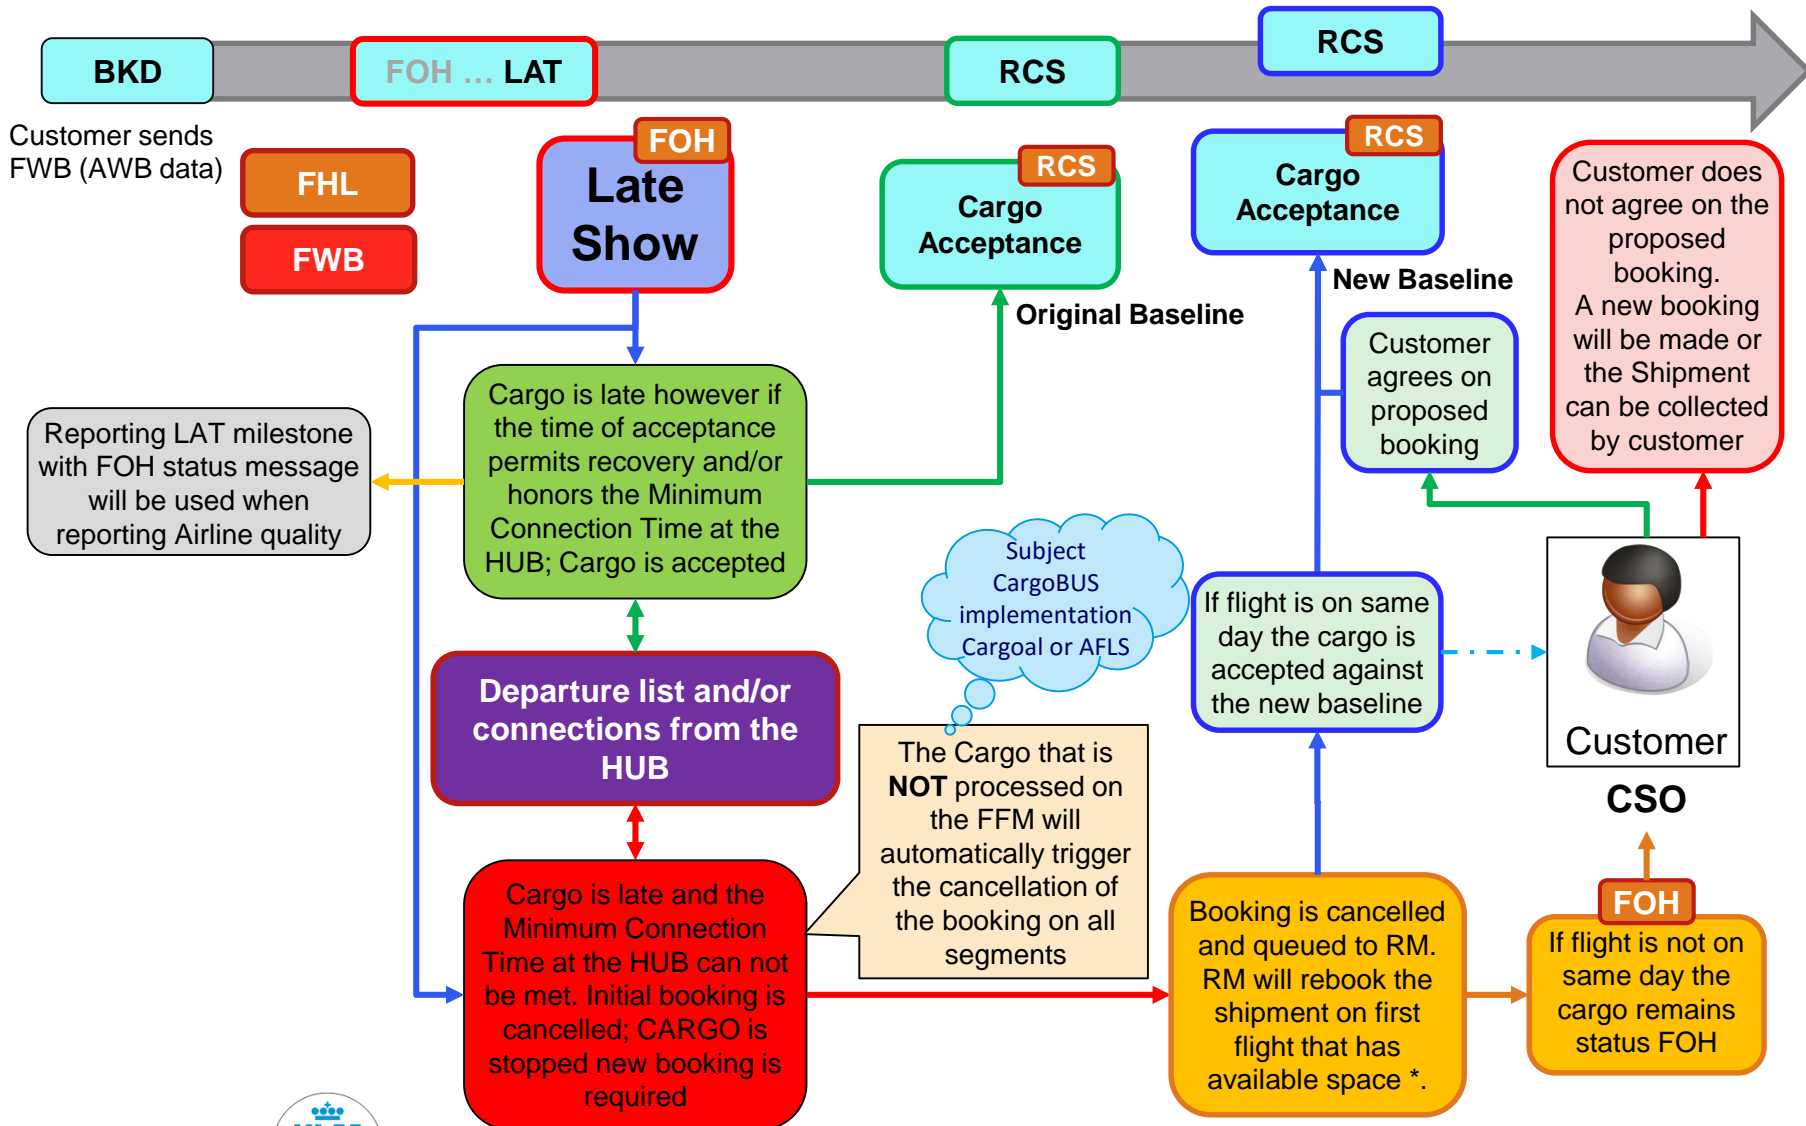 BKD
FOH ... LAT
RCS
RCS
Customer sends
FWB (AWB data)
FHL
FWB
FOH
Late
Show
RCS
Cargo
Acceptance
Original Baseline
RCS
Cargo
Acceptance
New Baseline
Customer
agrees on
proposed
booking
Customer does
not agree on the
proposed
booking.
A new booking
will be made or
the Shipment
can be collected
by customer
Reporting LAT milestone
with FOH status message
will be used when
reporting Airline quality
Cargo is late however if
the time of acceptance
permits recovery and/or
honors the Minimum
Connection Time at the
HUB; Cargo is accepted
Subject
CargoBUS
implementation
Cargoal or AFLS
If flight is on same
day the cargo is
accepted against
the new baseline
Customer
CSO
Departure list and/or
connections from the
HUB
The Cargo that is
NOT processed on
the FFM will
automatically trigger
the cancellation of
the booking on all
segments
Cargo is late and the
Minimum Connection
Time at the HUB can not
be met. Initial booking is
cancelled; CARGO is
stopped new booking is
required
Booking is cancelled
and queued to RM.
RM will rebook the
shipment on first
flight that has
available space *.
FOH
If flight is not on
same day the
cargo remains
status FOH